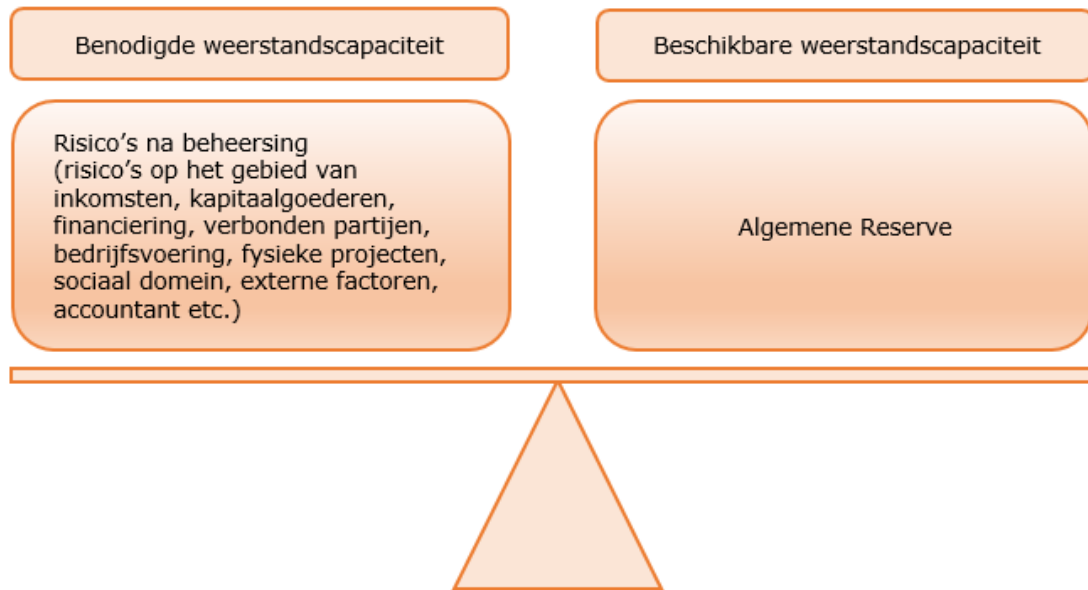 Benodigde weerstandscapaciteit
Beschikbare weerstandscapaciteit
Risico's na beheersing
(risico's op het gebied van
inkomsten, kapitaalgoederen,
financiering, verbonden partijen,
bedrijfsvoering, fysieke projecten,
sociaal domein, externe factoren,
accountant etc.)
Algemene Reserve